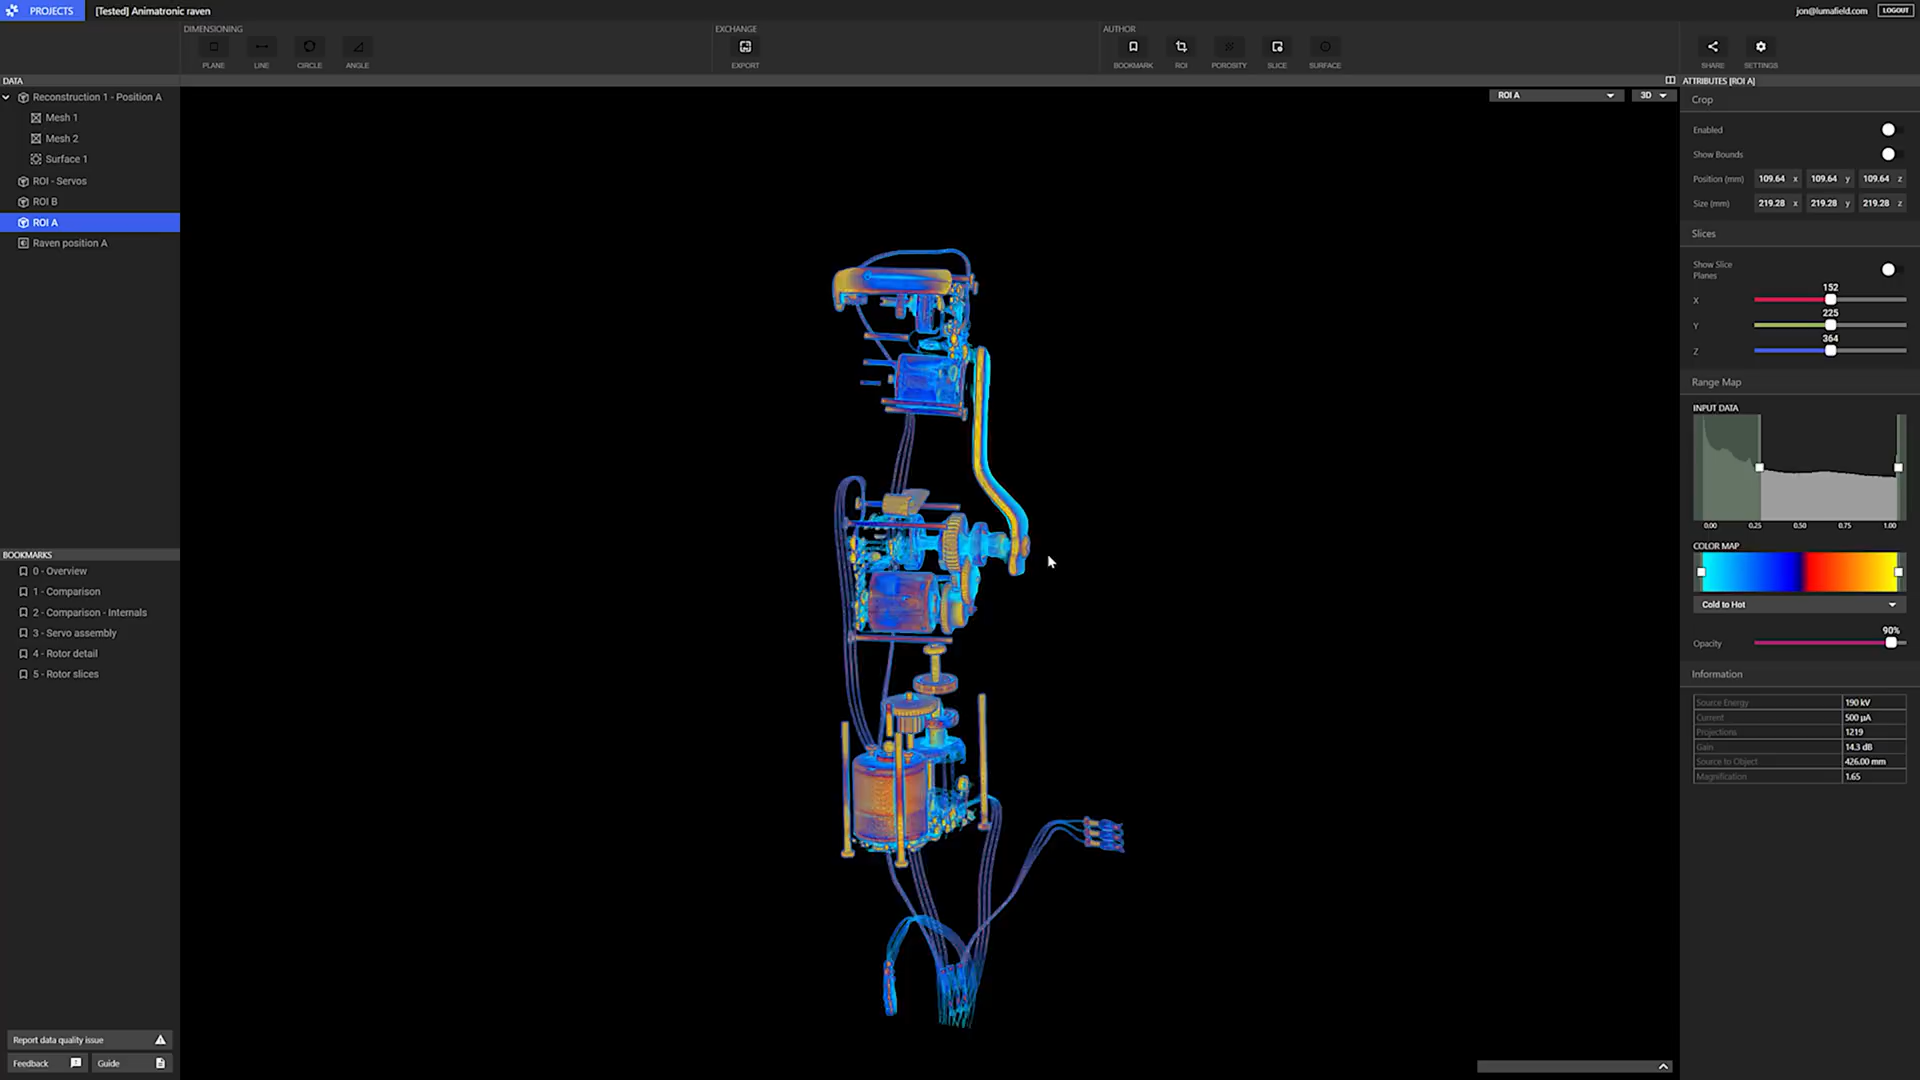 PROJECTS
[Tested] Animatronic raven
jon@lumafield.com
LOGOUT
DIMENSIONING
EXCHANGE
AUTHOR
PLANE
LINE
CIRCLE
ANGLE
EXPORT
BOOKMARK
ROI
POROSITY
SLICE
SURFACE
SHARE
SETTINGS
DATA
Reconstruction 1 - Position A
Mesh 1
Mesh 2
Surface 1
ROI - Servos
ROI B
ROI A
Raven position A
BOOKMARKS
0 - Overview
1 - Comparison
2 - Comparison - Internals
3 - Servo assembly
4 - Rotor detail
5 - Rotor slices
Report data quality issue
Feedback
Guide
ROI A
3D
ATTRIBUTES [ROI A]
Crop
Enabled
Show Bounds
Position (mm) 109.64 x 109.64 y 109.64 z
Size (mm) 219.28 x 219.28 y 219.28 z
Slices
Show Slice
Planes
152
X
225
Y
364
Z
Range Map
INPUT DATA
0.00 0.25 0.50 0.75 1.00
COLOR MAP
Cold to Hot
90%
Opacity
Information
Source Energy 190 kV
Current 500 µA
Projections 1219
Gain 14.3 dB
Source to Object 426.00 mm
Magnification 1.65